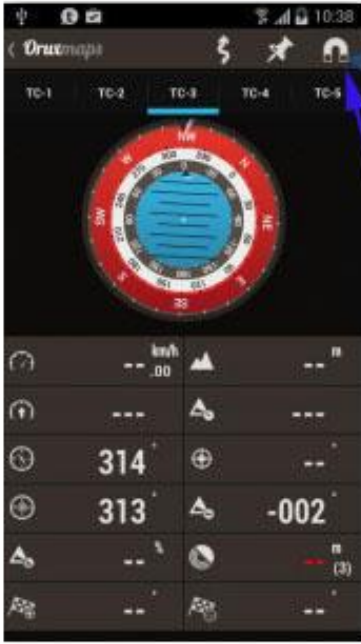 10:38
Oruxmaps
TC-1 TC-2 TC-3 TC-4 TC-5
NW
W N
SW NE
S E
SE
-- km/h .00 -- m
--- ---
314° --°
313° -002°
-- % -- m (3)
--° --°